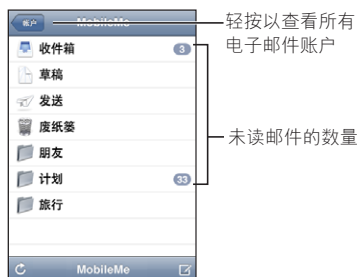 帐户
MobileMe
轻按以查看所有
电子邮件账户
收件箱
3
草稿
发送
废纸篓
未读邮件的数量
朋友
计划
33
旅行
MobileMe